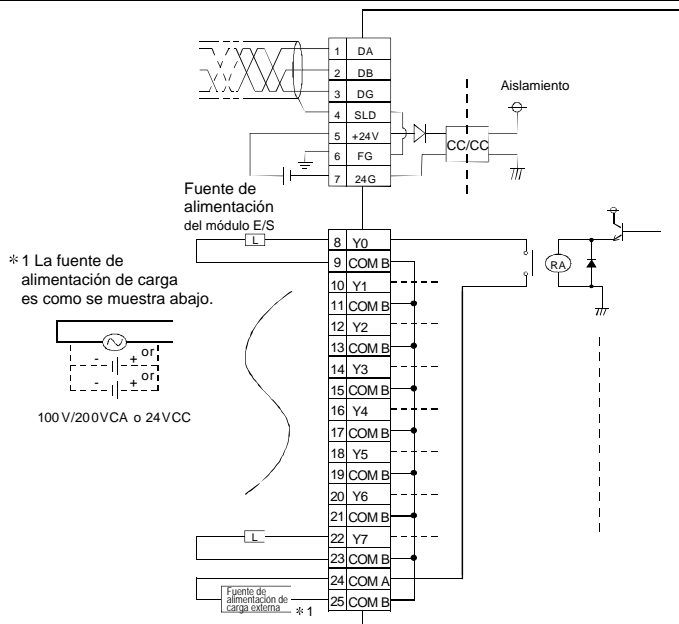 1 DA
2 DB
3 DG
4 SLD
5 +24V
6 FG
7 24G
Aislamiento
CC/CC
Fuente de
alimentación
del módulo E/S
*1 La fuente de
alimentación de carga
es como se muestra abajo.
- + or
- + or
100 V/200VCA o 24VCC
L
8 Y0
9 COM B
10 Y1
11 COM B
12 Y2
13 COM B
14 Y3
15 COM B
16 Y4
17 COM B
18 Y5
19 COM B
20 Y6
21 COM B
L
22 Y7
23 COM B
24 COM A
25 COM B
Fuente de
alimentación de
carga externa *1
RA